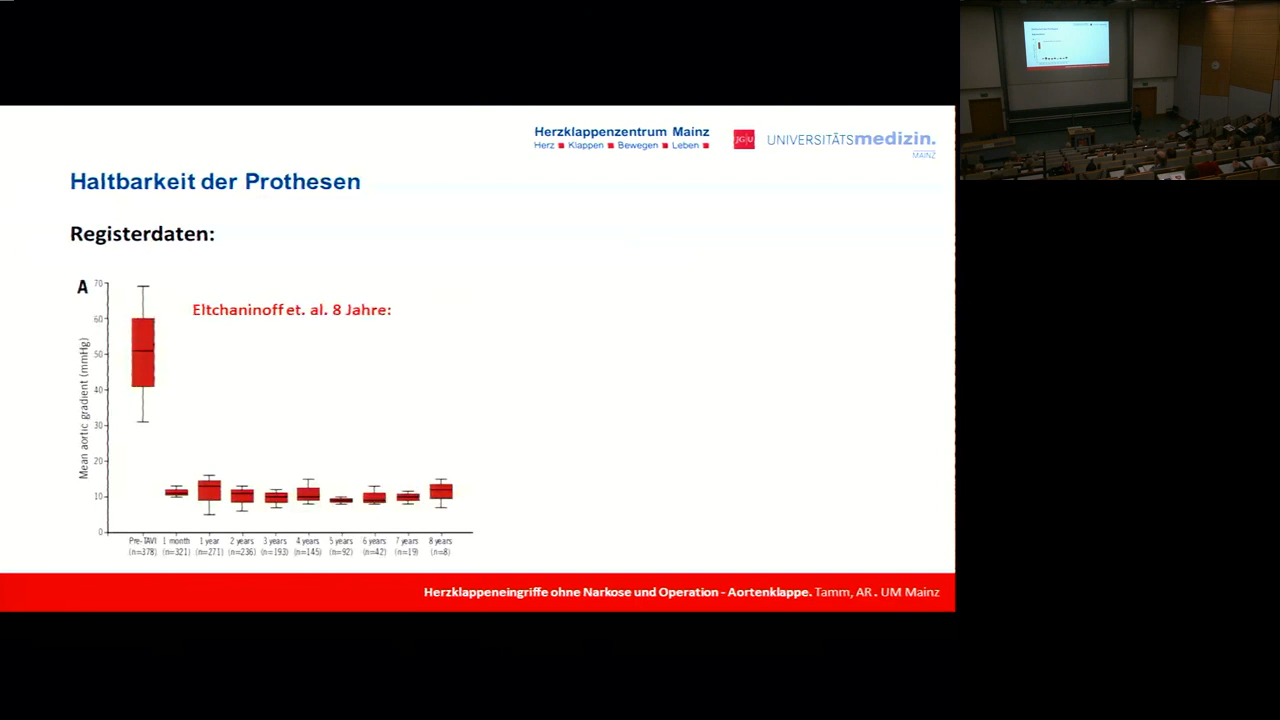 Herzklappenzentrum Mainz
Herz ■ Klappen ■ Bewegen ■ Leben ■
JG|U
UNIVERSITÄTSmedizin.
MAINZ
Haltbarkeit der Prothesen
Registerdaten:
A
Eltchaninoff et. al. 8 Jahre:
Mean aortic gradient (mmHg)
70
60
50
40
30
20
10
0
Pre-TAVI 1 month 1 year 2 years 3 years 4 years 5 years 6 years 7 years 8 years
(n=378) (n=321) (n=271) (n=236) (n=193) (n=145) (n=92) (n=42) (n=19) (n=8)
Herzklappeneingriffe ohne Narkose und Operation - Aortenklappe. Tamm, AR . UM Mainz